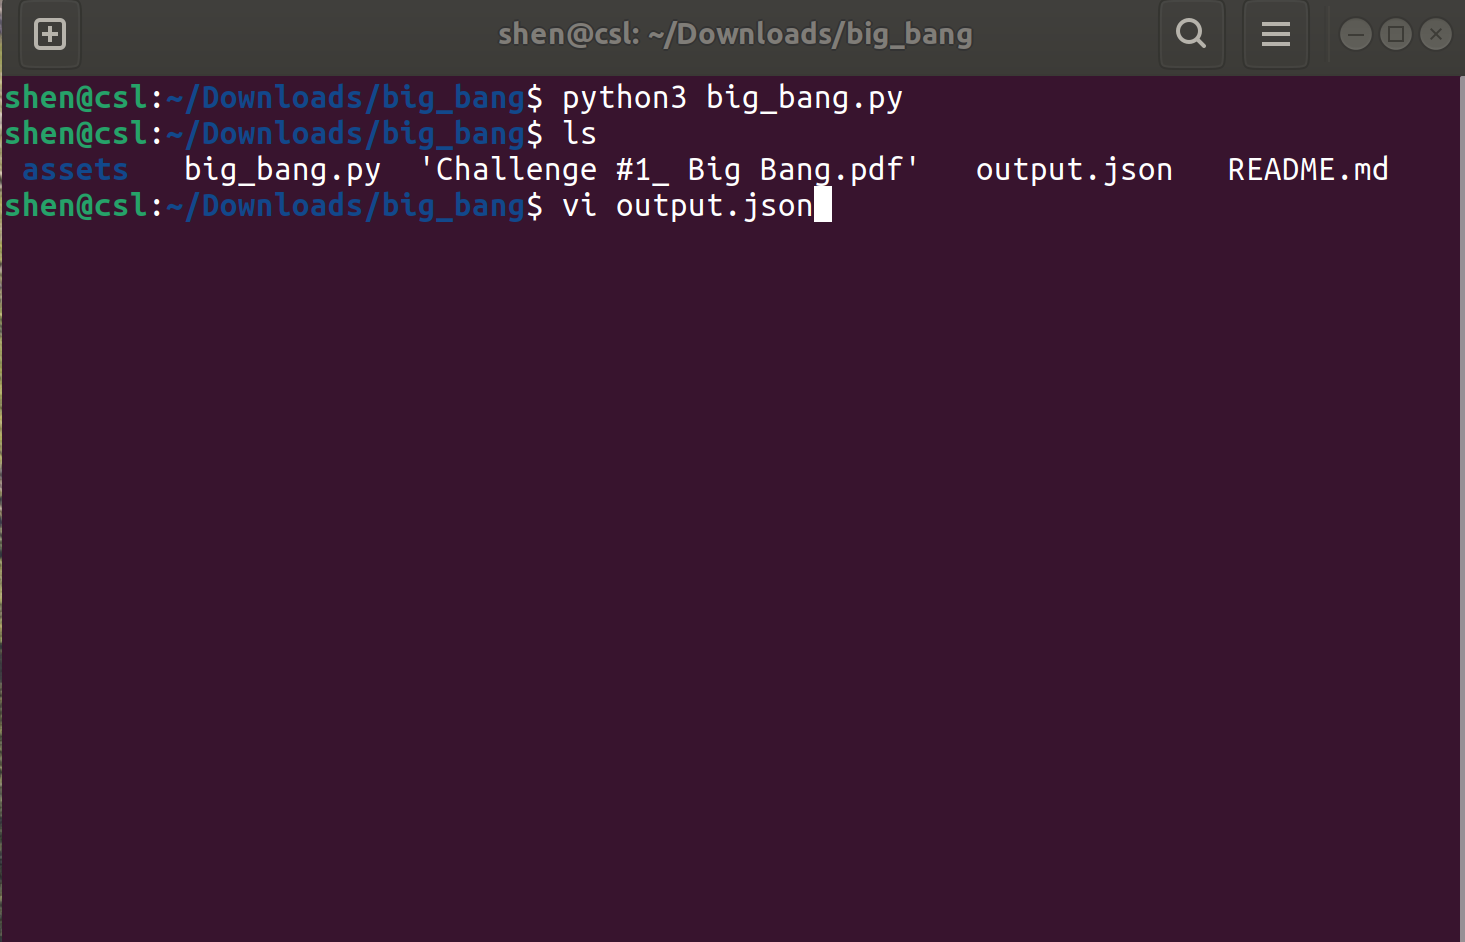 shen@csl: ~/Downloads/big_bang
shen@csl:~/Downloads/big_bang$ python3 big_bang.py
shen@csl:~/Downloads/big_bang$ ls
assets big_bang.py 'Challenge #1_ Big Bang.pdf' output.json README.md
shen@csl:~/Downloads/big_bang$ vi output.json